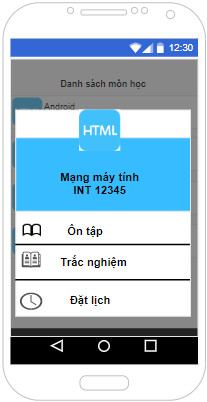 12:30
Danh sách môn học
Android
HTML
Mạng máy tính
INT 12345
Ôn tập
Trắc nghiệm
Đặt lịch